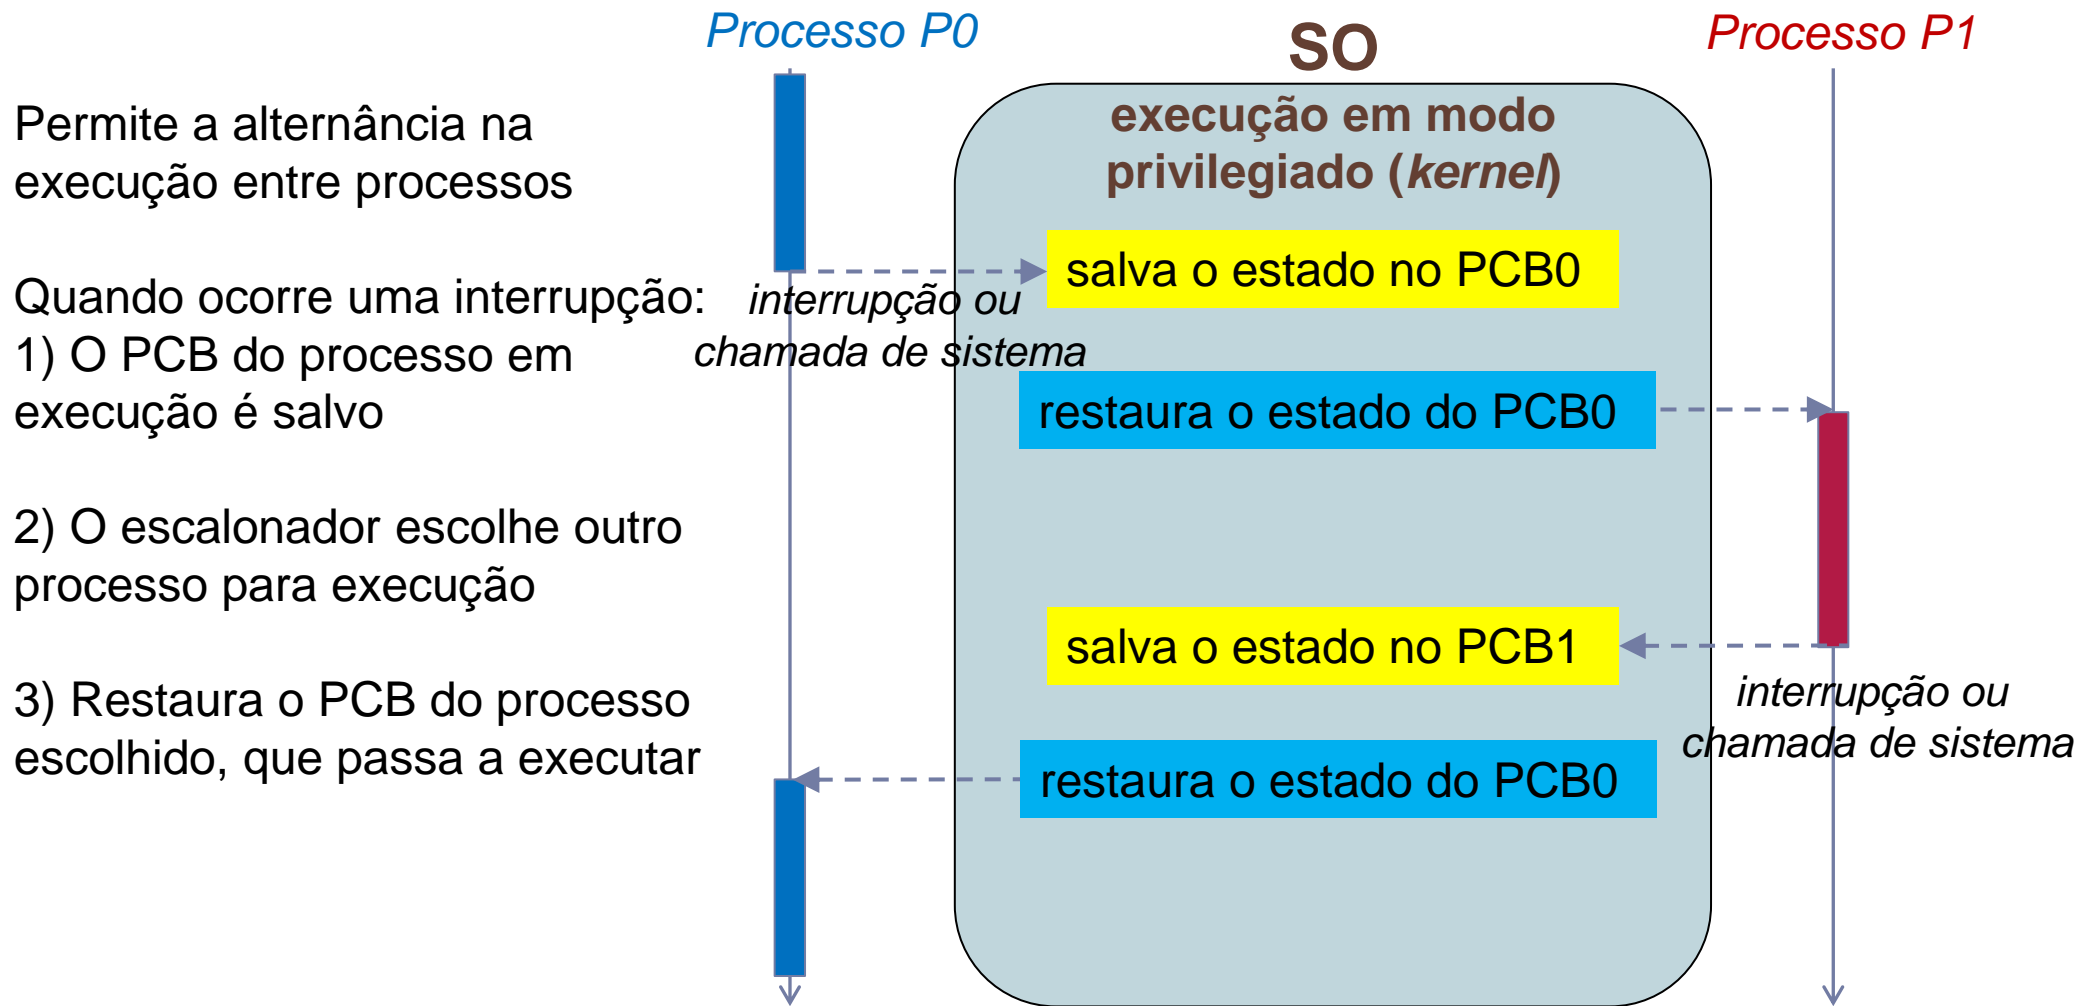 Processo P0
SO
Processo P1
Permite a alternância na
execução entre processos
Quando ocorre uma interrupção:
1) O PCB do processo em
execução é salvo
2) O escalonador escolhe outro
processo para execução
3) Restaura o PCB do processo
escolhido, que passa a executar
execução em modo
privilegiado (kernel)
salva o estado no PCB0
interrupção ou
chamada de sistema
restaura o estado do PCB0
salva o estado no PCB1
interrupção ou
chamada de sistema
restaura o estado do PCB0